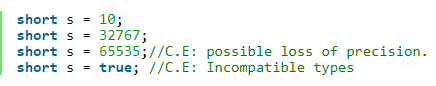 short s = 10;
short s = 32767;
short s = 65535;//C.E: possible loss of precision.
short s = true; //C.E: Incompatible types